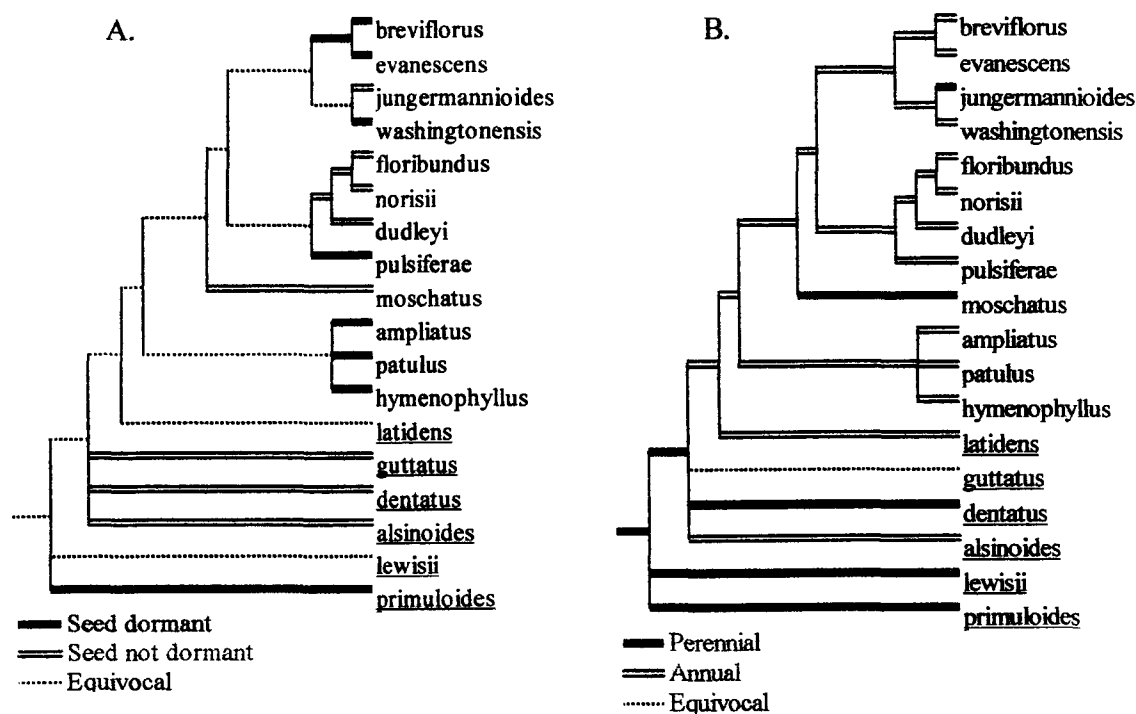 A.
breviflorus
evanescens
jungermannioides
washingtonensis
floribundus
norisii
dudleyi
pulsiferae
moschatus
ampliatus
patulus
hymenophyllus
latidens
guttatus
dentatus
alsinoides
lewisii
primuloides
Seed dormant
Seed not dormant
Equivocal
B.
breviflorus
evanescens
jungermannioides
washingtonensis
floribundus
norisii
dudleyi
pulsiferae
moschatus
ampliatus
patulus
hymenophyllus
latidens
guttatus
dentatus
alsinoides
lewisii
primuloides
Perennial
Annual
Equivocal